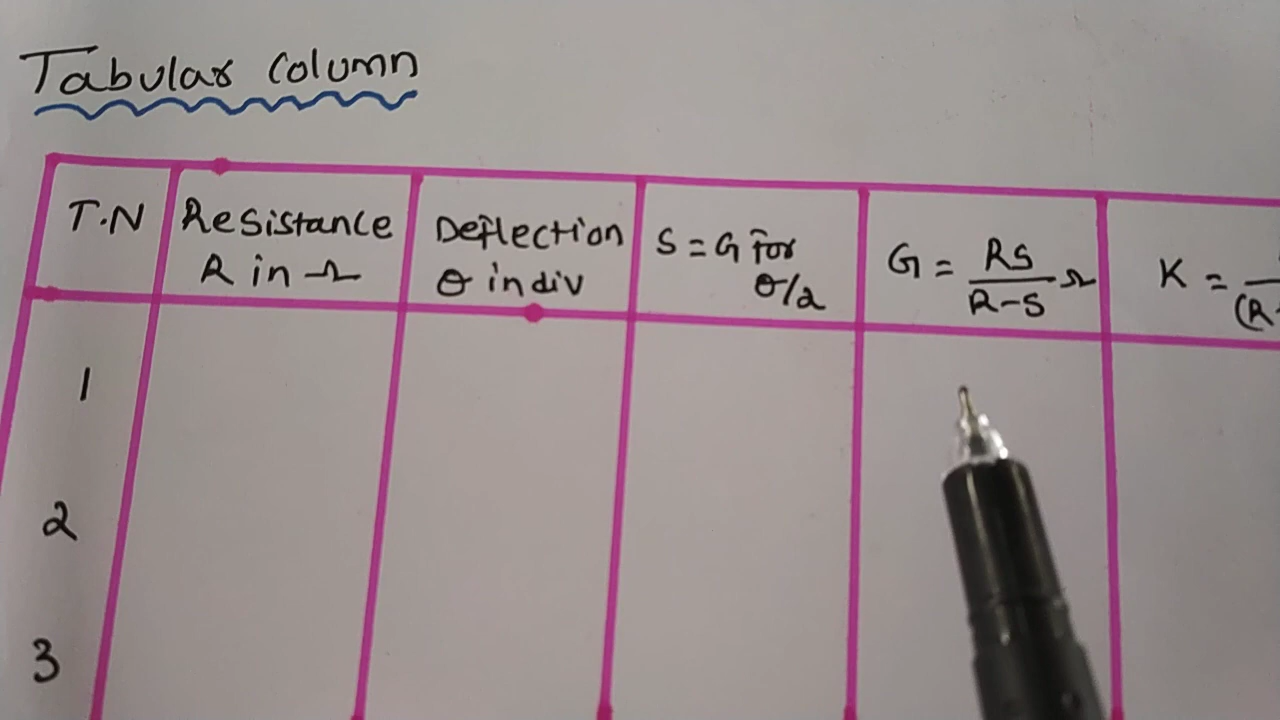 Tabular Column
T.N
Resistance
R in Ω
Deflection
θ in div
S = G for
θ/2
G = RS/R-S Ω
K =
(R
1
2
3